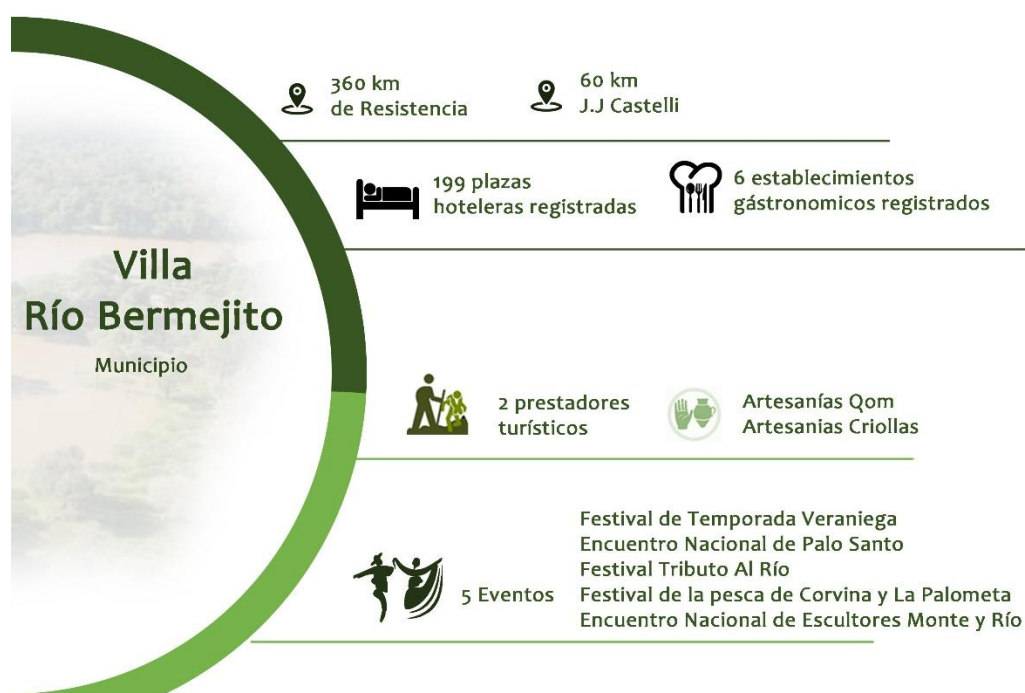 360 km
de Resistencia
60 km
J.J Castelli
199 plazas
hoteleras registradas
6 establecimientos
gástronomicos registrados
Villa
Río Bermejito
Municipio
2 prestadores
turísticos
Artesanías Qom
Artesanias Criollas
5 Eventos
Festival de Temporada Veraniega
Encuentro Nacional de Palo Santo
Festival Tributo Al Río
Festival de la pesca de Corvina y La Palometa
Encuentro Nacional de Escultores Monte y Río